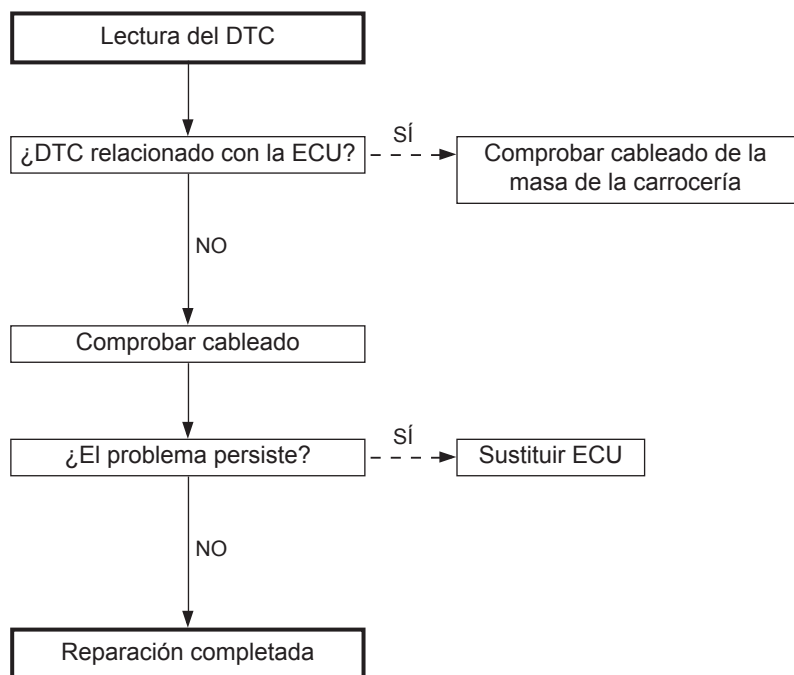 Lectura del DTC
¿DTC relacionado con la ECU?
SÍ
Comprobar cableado de la
masa de la carrocería
NO
Comprobar cableado
¿El problema persiste?
SÍ
Sustituir ECU
NO
Reparación completada